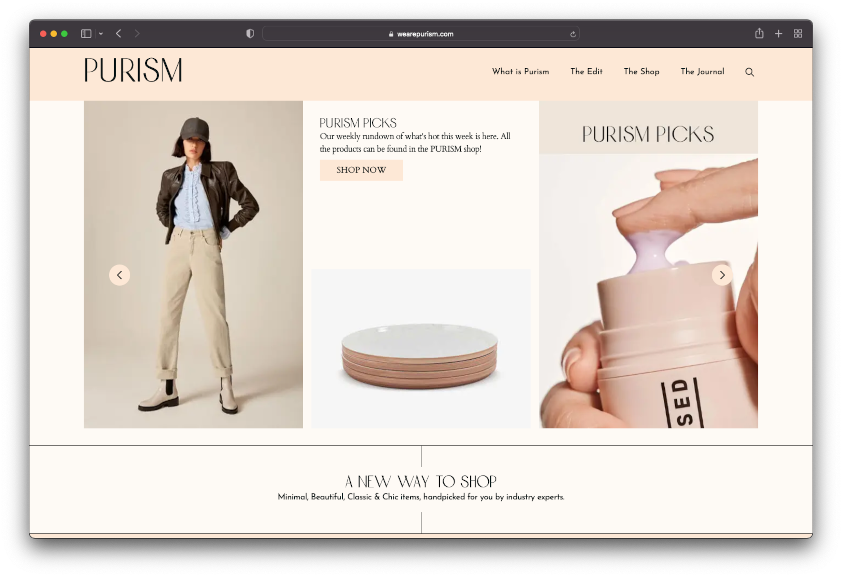 wearepurism.com
PURISM
What is Purism The Edit The Shop The Journal
PURISM PICKS
Our weekly rundown of what's hot this week is here. All
the products can be found in the PURISM shop!
SHOP NOW
PURISM PICKS
SED
A NEW WAY TO SHOP
Minimal, Beautiful, Classic & Chic items, handpicked for you by industry experts.